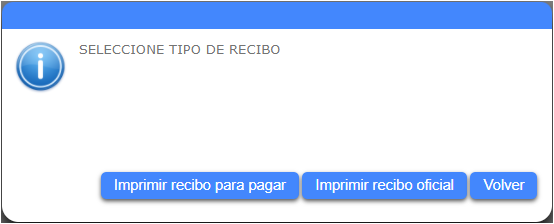 SELECCIONE TIPO DE RECIBO
Imprimir recibo para pagar Imprimir recibo oficial Volver